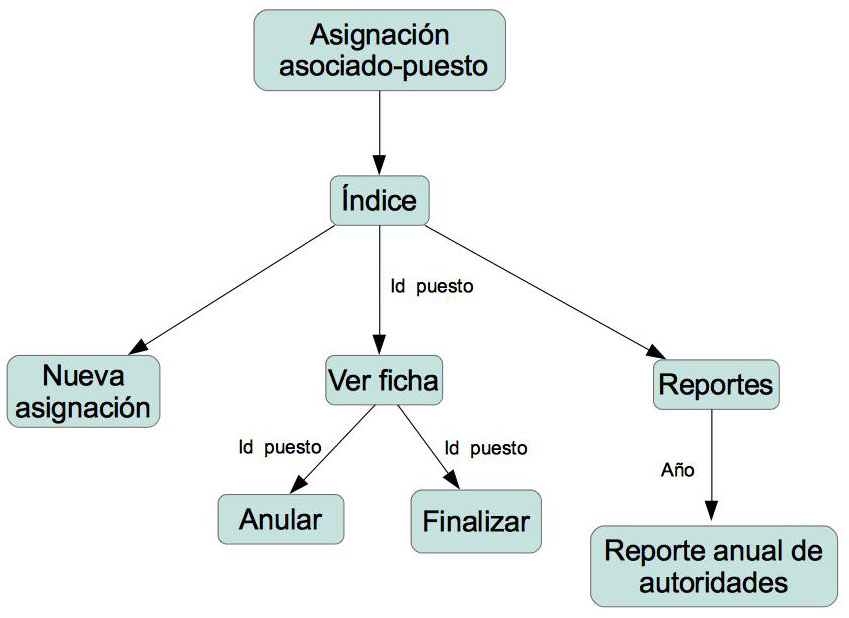 Asignación
asociado-puesto
Índice
Id puesto
Nueva
asignación
Ver ficha
Reportes
Id puesto
Id puesto
Año
Anular
Finalizar
Reporte anual de
autoridades